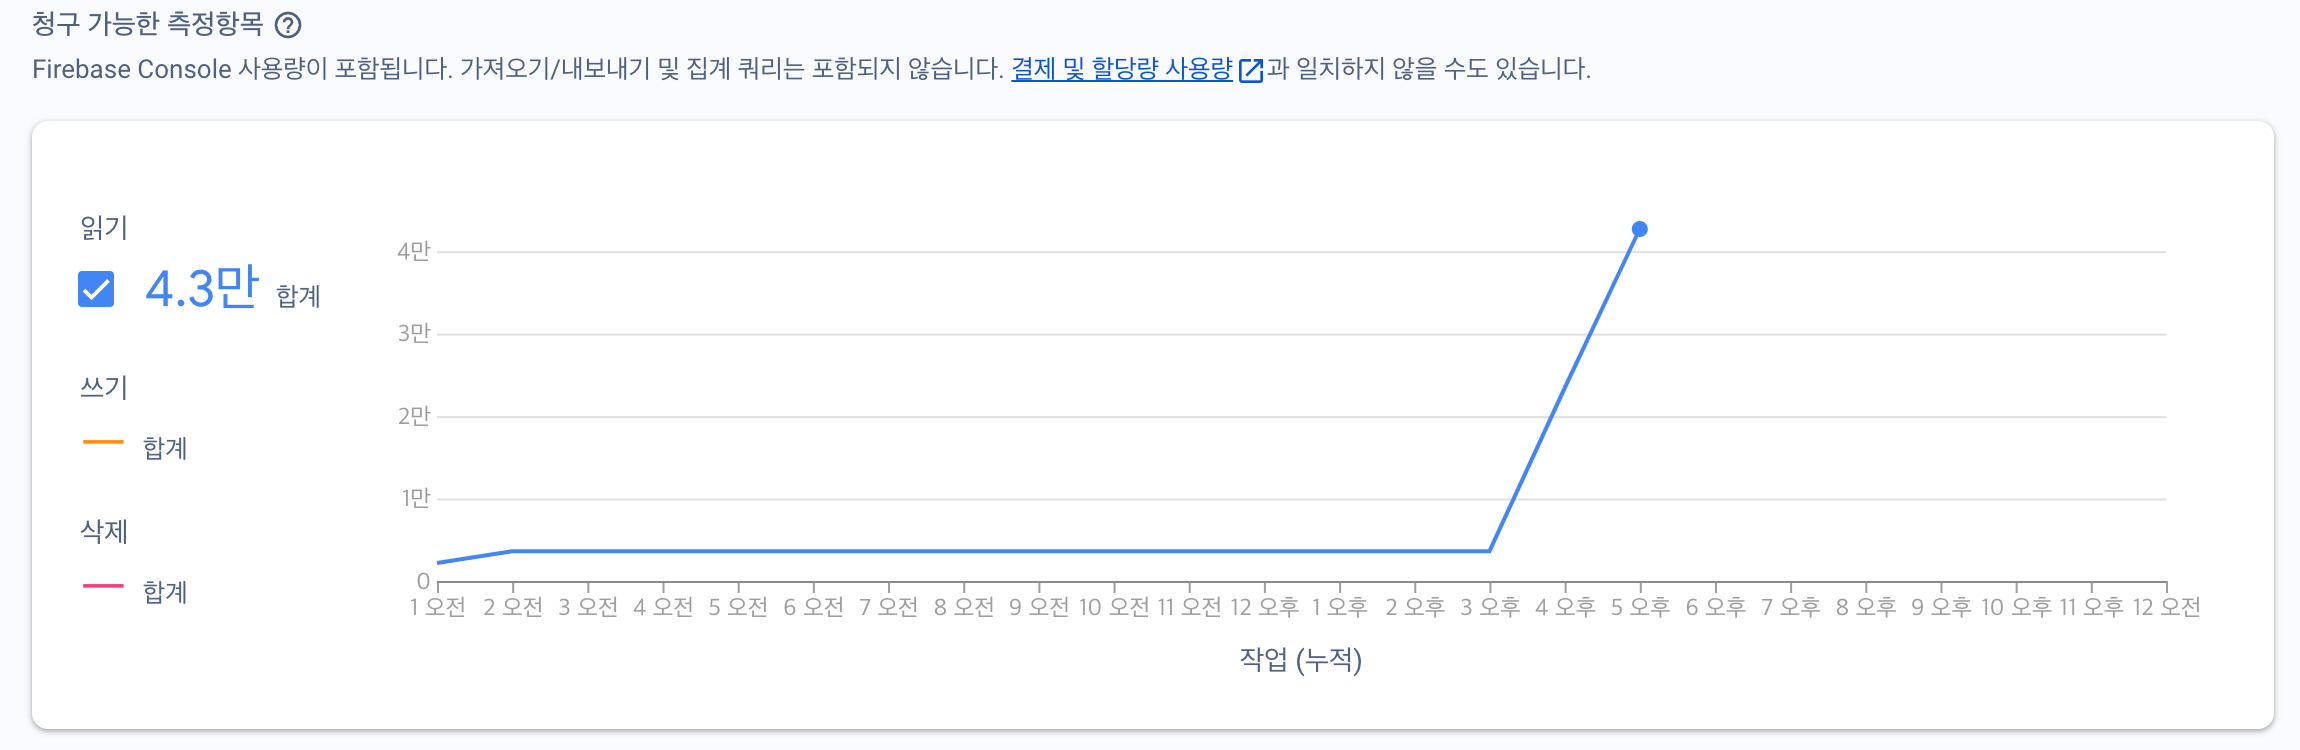 청구 가능한 측정항목
Firebase Console 사용량이 포함됩니다. 가져오기/내보내기 및 집계 쿼리는 포함되지 않습니다. 결제 및 할당량 사용량과 일치하지 않을 수도 있습니다.
읽기
4.3만 합계
쓰기
합계
삭제
합계
4만
3만
2만
1만
0
1 오전 2 오전 3 오전 4 오전 5 오전 6 오전 7 오전 8 오전 9 오전 10 오전 11 오전 12 오후 1 오후 2 오후 3 오후 4 오후 5 오후 6 오후 7 오후 8 오후 9 오후 10 오후 11 오후 12 오전
작업 (누적)